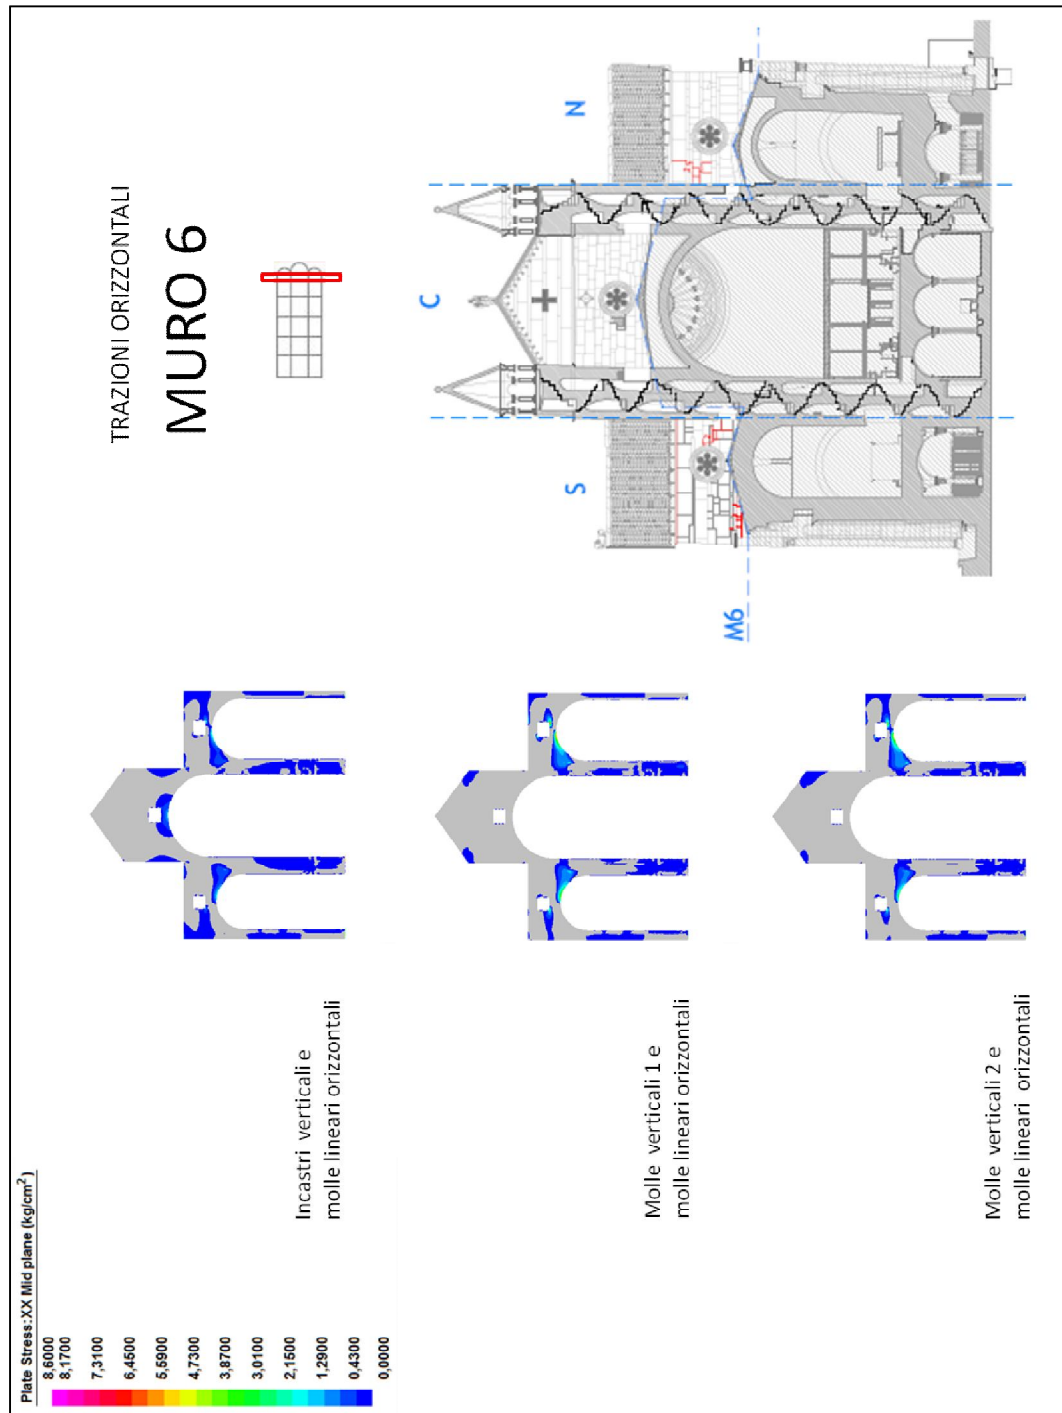 TRAZIONI ORIZZONTALI
MURO 6
S
C
N
M6
Plate Stress:XX Mid plane (kg/cm²)
8,6000
8,1700
7,3100
6,4500
5,5900
4,7300
3,8700
3,0100
2,1500
1,2900
0,4300
0,0000
Incastri verticali e
molle lineari orizzontali
Molle verticali 1 e
molle lineari orizzontali
Molle verticali 2 e
molle lineari orizzontali